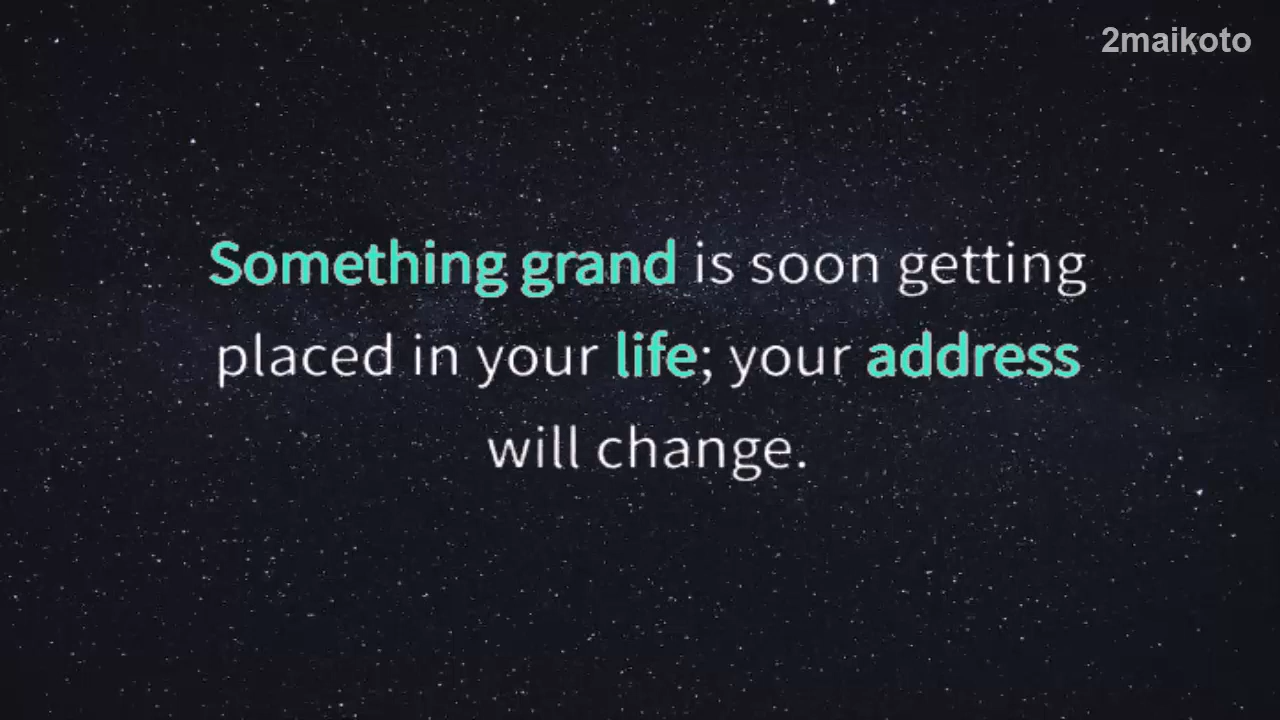 2maikoto
Something grand is soon getting
placed in your life; your address
will change.